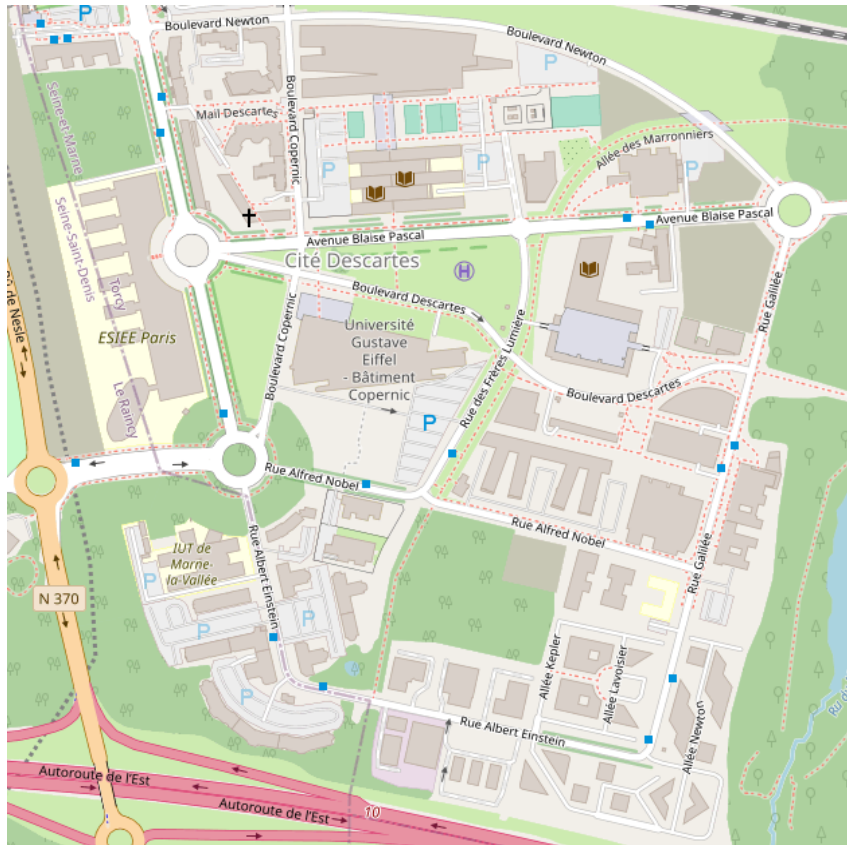 Boulevard Newton
Boulevard Newton
P
P
Seine-et-Marne
Mail Descartes
Boulevard Copernic
Allée des Marronniers
P
P
P
Seine-Saint-Denis
Avenue Blaise Pascal
Avenue Blaise Pascal
Cité Descartes
H
Torcy
Boulevard Descartes
Rue Galilée
ESIEE Paris
Université
Gustave
Eiffel
- Bâtiment
Copernic
Boulevard Copernic
Rue des Frères Lumière
Le Raincy
Boulevard Descartes
P
Rue Alfred Nobel
Rue Alfred Nobel
Rue Albert Einstein
IUT de
Marne-
la-Vallée
P
P
P
P
Rue Galilée
N 370
Allée Kepler
Allée Lavoisier
Allée Newton
Rue Albert Einstein
Autoroute de l'Est
Autoroute de l'Est
10